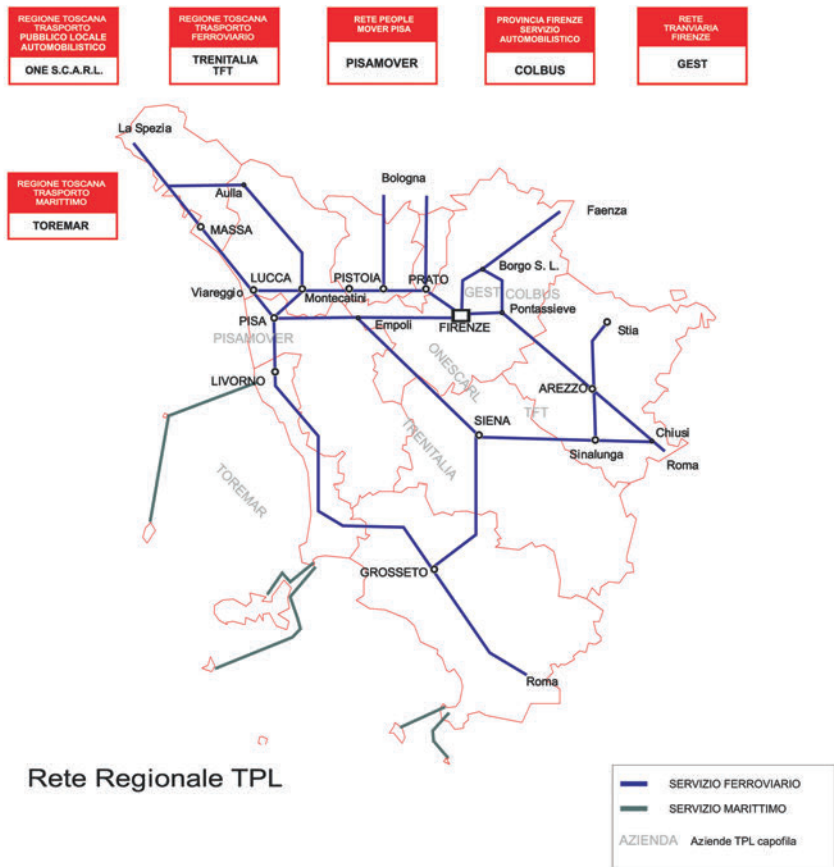 REGIONE TOSCANA
TRASPORTO
PUBBLICO LOCALE
AUTOMOBILISTICO
ONE S.C.A.R.L.
REGIONE TOSCANA
TRASPORTO
FERROVIARIO
TRENITALIA
TFT
RETE PEOPLE
MOVER PISA
PISAMOVER
PROVINCIA FIRENZE
SERVIZIO
AUTOMOBILISTICO
COLBUS
RETE
TRANVIARIA
FIRENZE
GEST
La Spezia
REGIONE TOSCANA
TRASPORTO
MARITTIMO
TOREMAR
Bologna
Aulla
Faenza
MASSA
Borgo S. L.
LUCCA
PISTOIA
PRATO
GEST
COLBUS
Viareggio
Montecatini
Pontassieve
PISA
Empoli
FIRENZE
Stia
PISAMOVER
ONESCARL
LIVORNO
AREZZO
TFT
SIENA
TRENITALIA
Chiusi
Sinalunga
Roma
TOREMAR
GROSSETO
Roma
Rete Regionale TPL
SERVIZIO FERROVIARIO
SERVIZIO MARITTIMO
AZIENDA Aziende TPL capofila